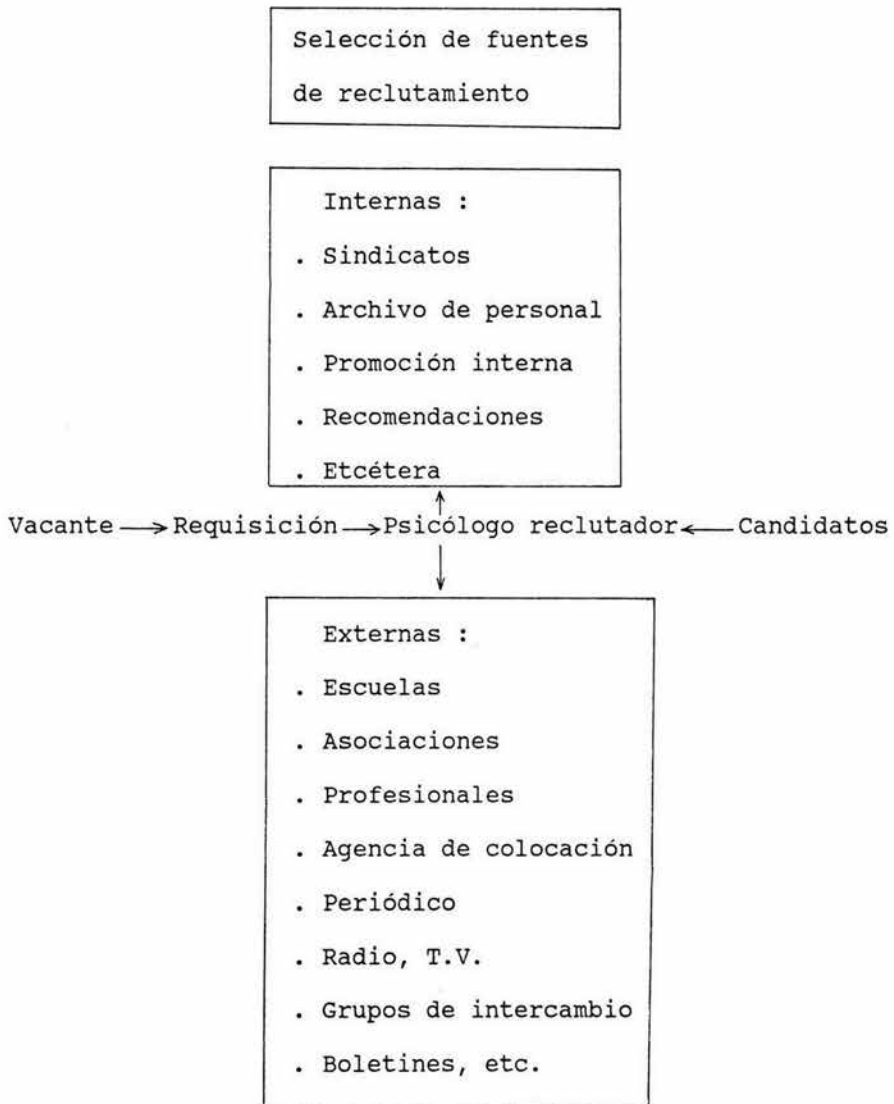 Selección de fuentes
de reclutamiento
Internas :
. Sindicatos
. Archivo de personal
. Promoción interna
. Recomendaciones
. Etcétera
Vacante → Requisición → Psicólogo reclutador ← Candidatos
Externas :
. Escuelas
. Asociaciones
. Profesionales
. Agencia de colocación
. Periódico
. Radio, T.V.
. Grupos de intercambio
. Boletines, etc.